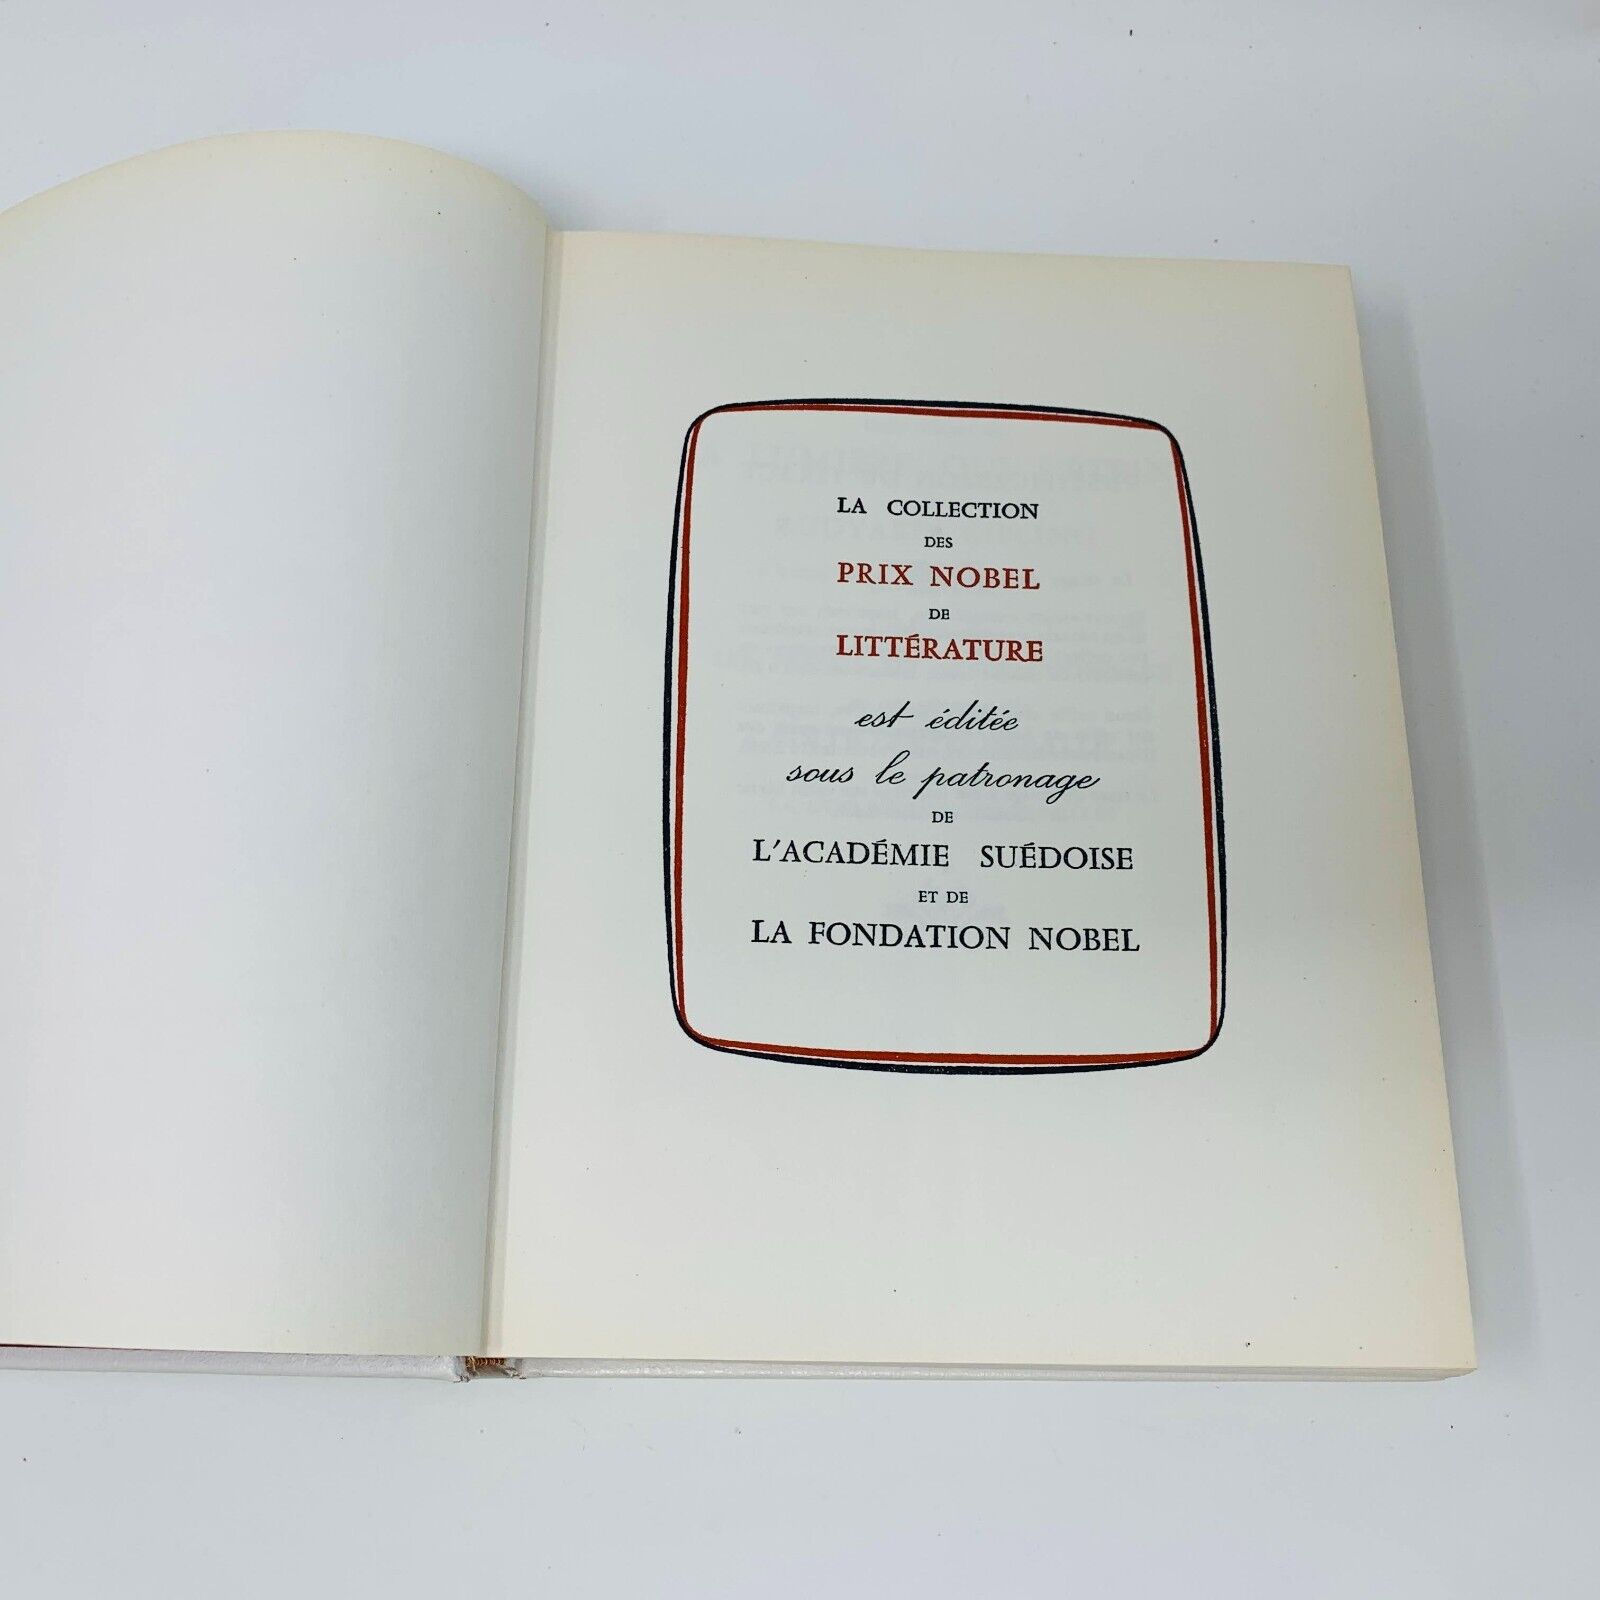 LA COLLECTION
DES
PRIX NOBEL
DE
LITTÉRATURE
est éditée
sous le patronage
DE
L'ACADÉMIE SUÉDOISE
ET DE
LA FONDATION NOBEL